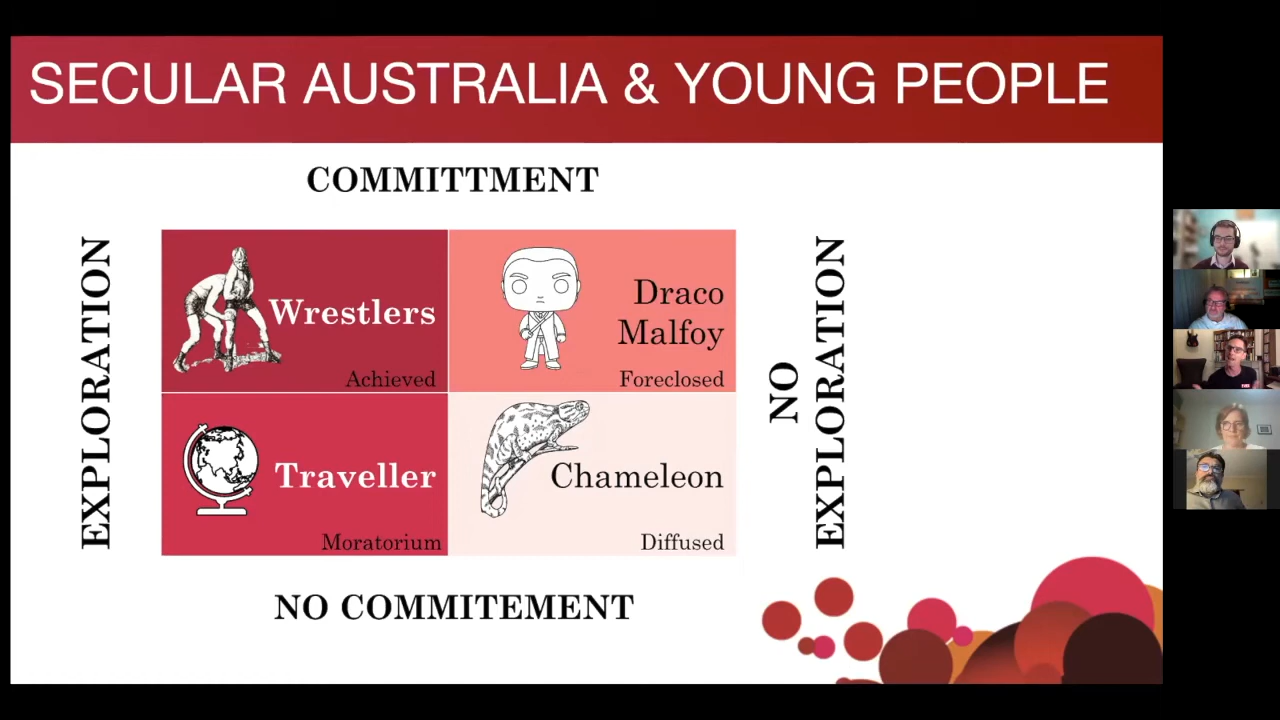 SECULAR AUSTRALIA & YOUNG PEOPLE
COMMITTMENT
EXPLORATION
Wrestlers
Achieved
Draco
Malfoy
Foreclosed
NO
EXPLORATION
Traveller
Moratorium
Chameleon
Diffused
NO COMMITEMENT